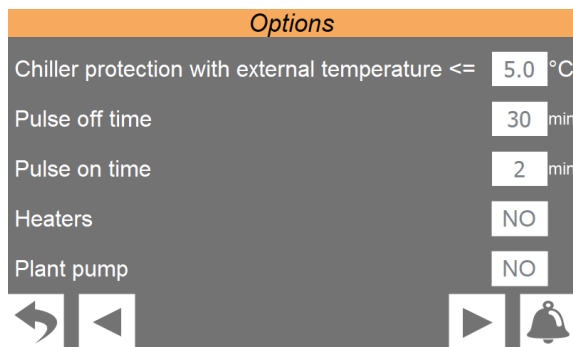 Options
Chiller protection with external temperature <= 5.0 °C
Pulse off time 30 min
Pulse on time 2 min
Heaters NO
Plant pump NO